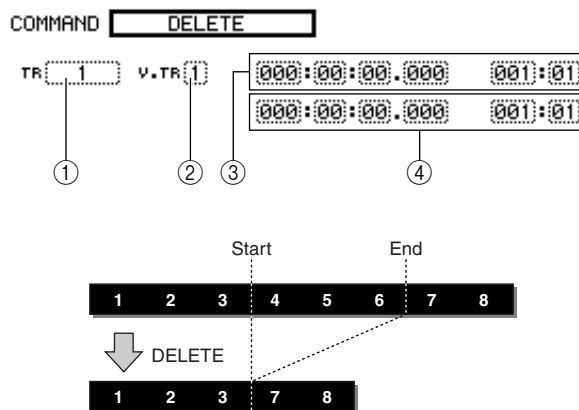 COMMAND DELETE
TR 1 V.TR 1 ③ 000:00:00.000 001:01
000:00:00.000 001:01
① ② ③ ④
Start End
1 2 3 4 5 6 7 8
DELETE
1 2 3 7 8